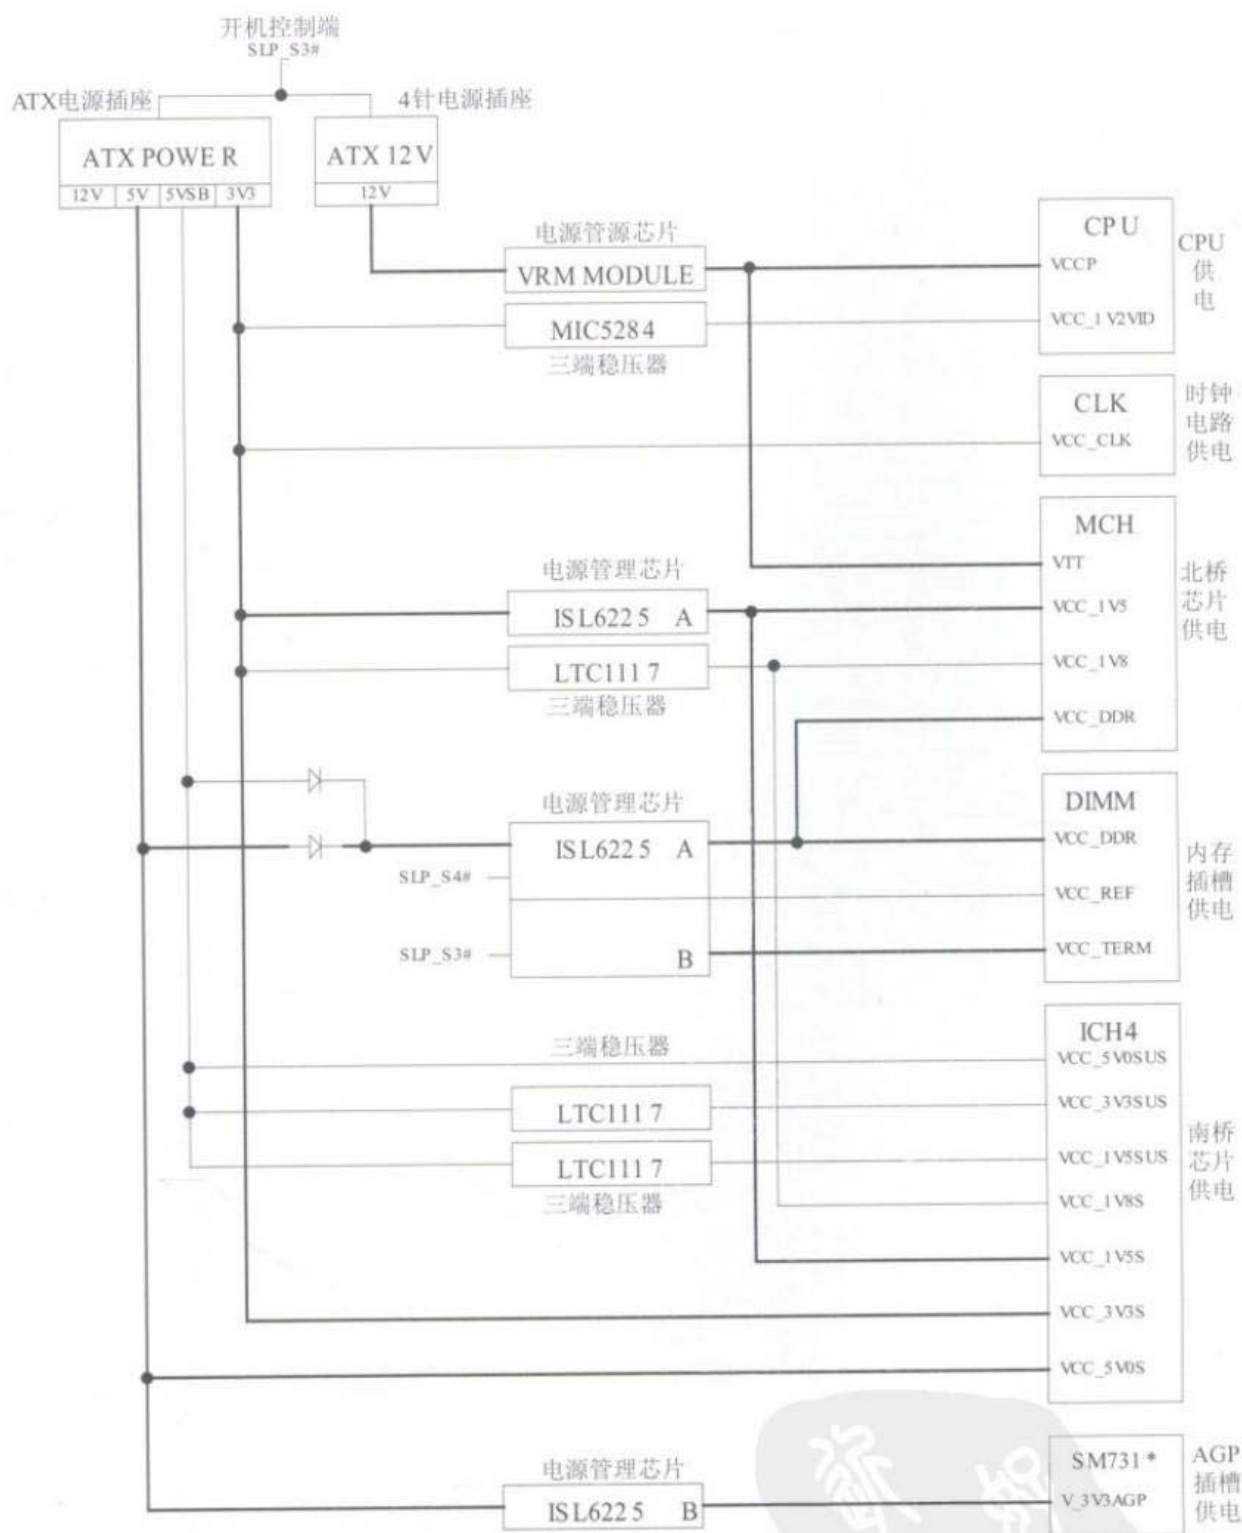 开机控制端
SLP_S3#
ATX电源插座
4针电源插座
ATX POWER
ATX 12V
12V 5V 5VSB 3V3
12V
电源管源芯片
VRM MODULE
MIC5284
三端稳压器
CPU
VCCP
VCC_1V2VID
CPU
供
电
CLK
VCC_CLK
时钟
电路
供电
MCH
VTT
VCC_1V5
VCC_1V8
VCC_DDR
北桥
芯片
供电
电源管理芯片
ISL6225 A
LTC1117
三端稳压器
电源管理芯片
ISL6225 A
B
SLP_S4#
SLP_S3#
DIMM
VCC_DDR
VCC_REF
VCC_TERM
内存
插槽
供电
三端稳压器
LTC1117
LTC1117
三端稳压器
ICH4
VCC_5V0SUS
VCC_3V3SUS
VCC_1V5SUS
VCC_1V8S
VCC_1V5S
VCC_3V3S
VCC_5V0S
南桥
芯片
供电
电源管理芯片
ISL6225 B
SM731*
V_3V3AGP
AGP
插槽
供电